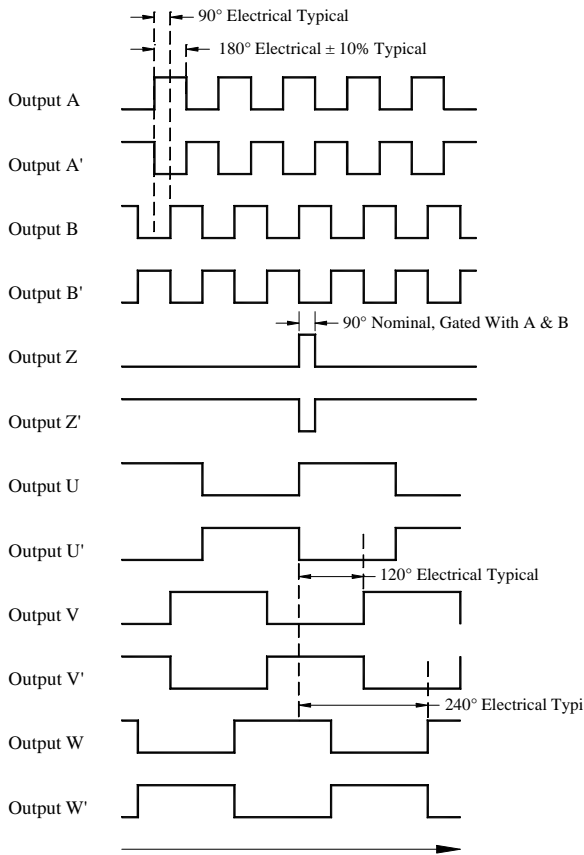 90° Electrical Typical
180° Electrical ± 10% Typical
Output A
Output A'
Output B
Output B'
90° Nominal, Gated With A & B
Output Z
Output Z'
Output U
Output U'
120° Electrical Typical
Output V
Output V'
240° Electrical Typi
Output W
Output W'